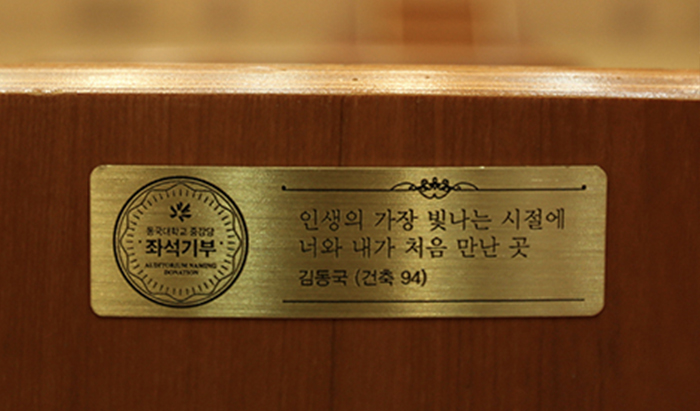 동국대학교 중강당
좌석기부
AUDITORIUM NAMING
DONATION
인생의 가장 빛나는 시절에
너와 내가 처음 만난 곳
김동국 (건축 94)